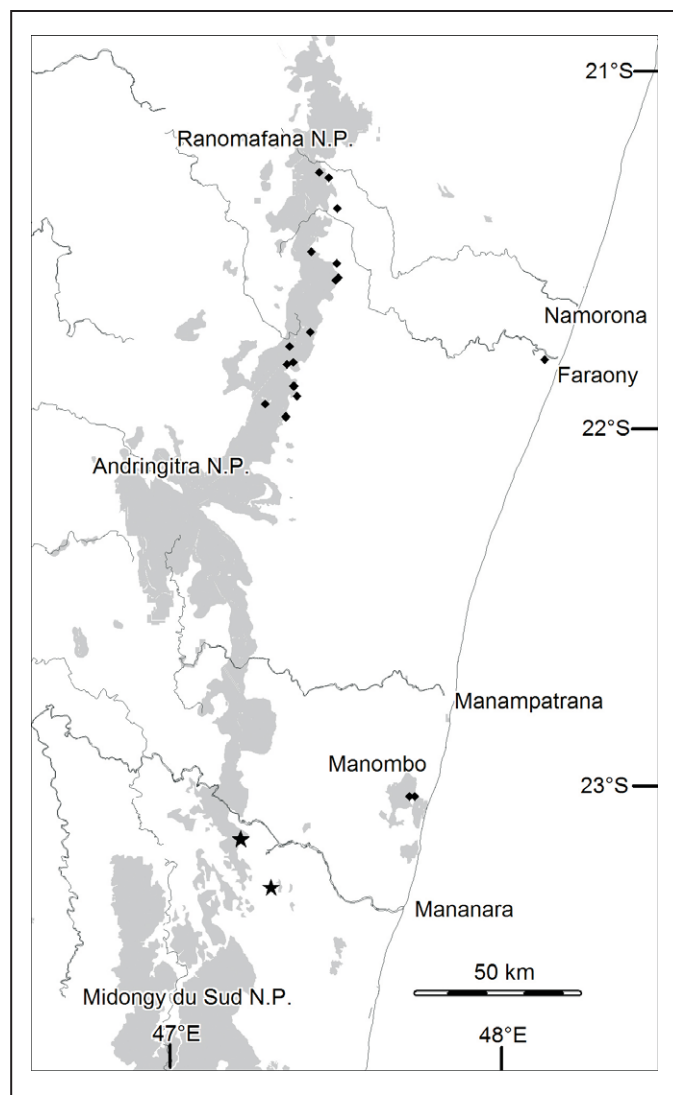 21°S
Ranomafana N.P.
Namorona
Faraony
22°S
Andringitra N.P.
Manampatrana
Manombo
23°S
Mananara
50 km
Midongy du Sud N.P.
47°E
48°E